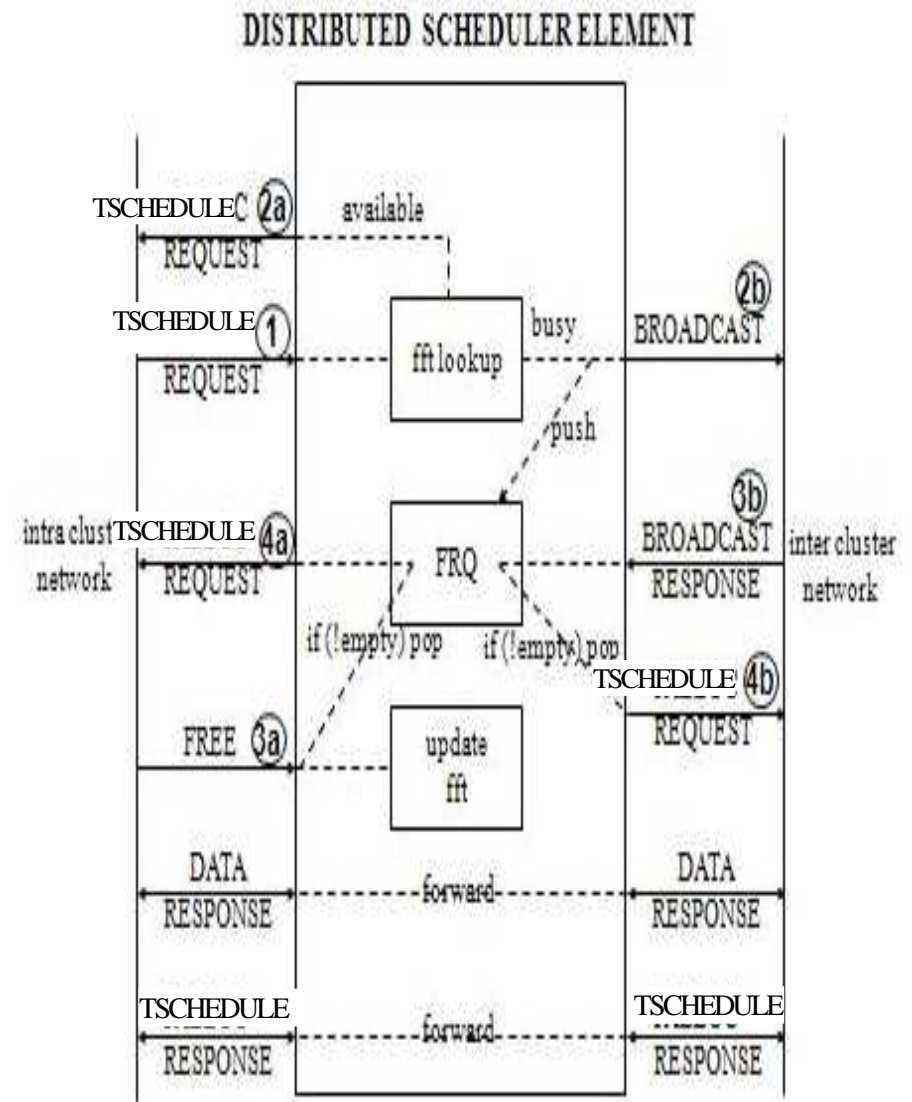 DISTRIBUTED SCHEDULER ELEMENT
TSCHEDULEC 2a
REQUEST
available
2b
BROADCAST
TSCHEDULE 1
REQUEST
fft lookup
busy
push
3b
BROADCAST
RESPONSE
intra clust
network
TSCHEDULE 4a
REQUEST
FRQ
inter cluster
network
if (!empty) pop
if (!empty) pop
TSCHEDULE 4b
REQUEST
FREE 3a
update
fft
DATA
RESPONSE
forward
DATA
RESPONSE
TSCHEDULE
RESPONSE
forward
TSCHEDULE
RESPONSE